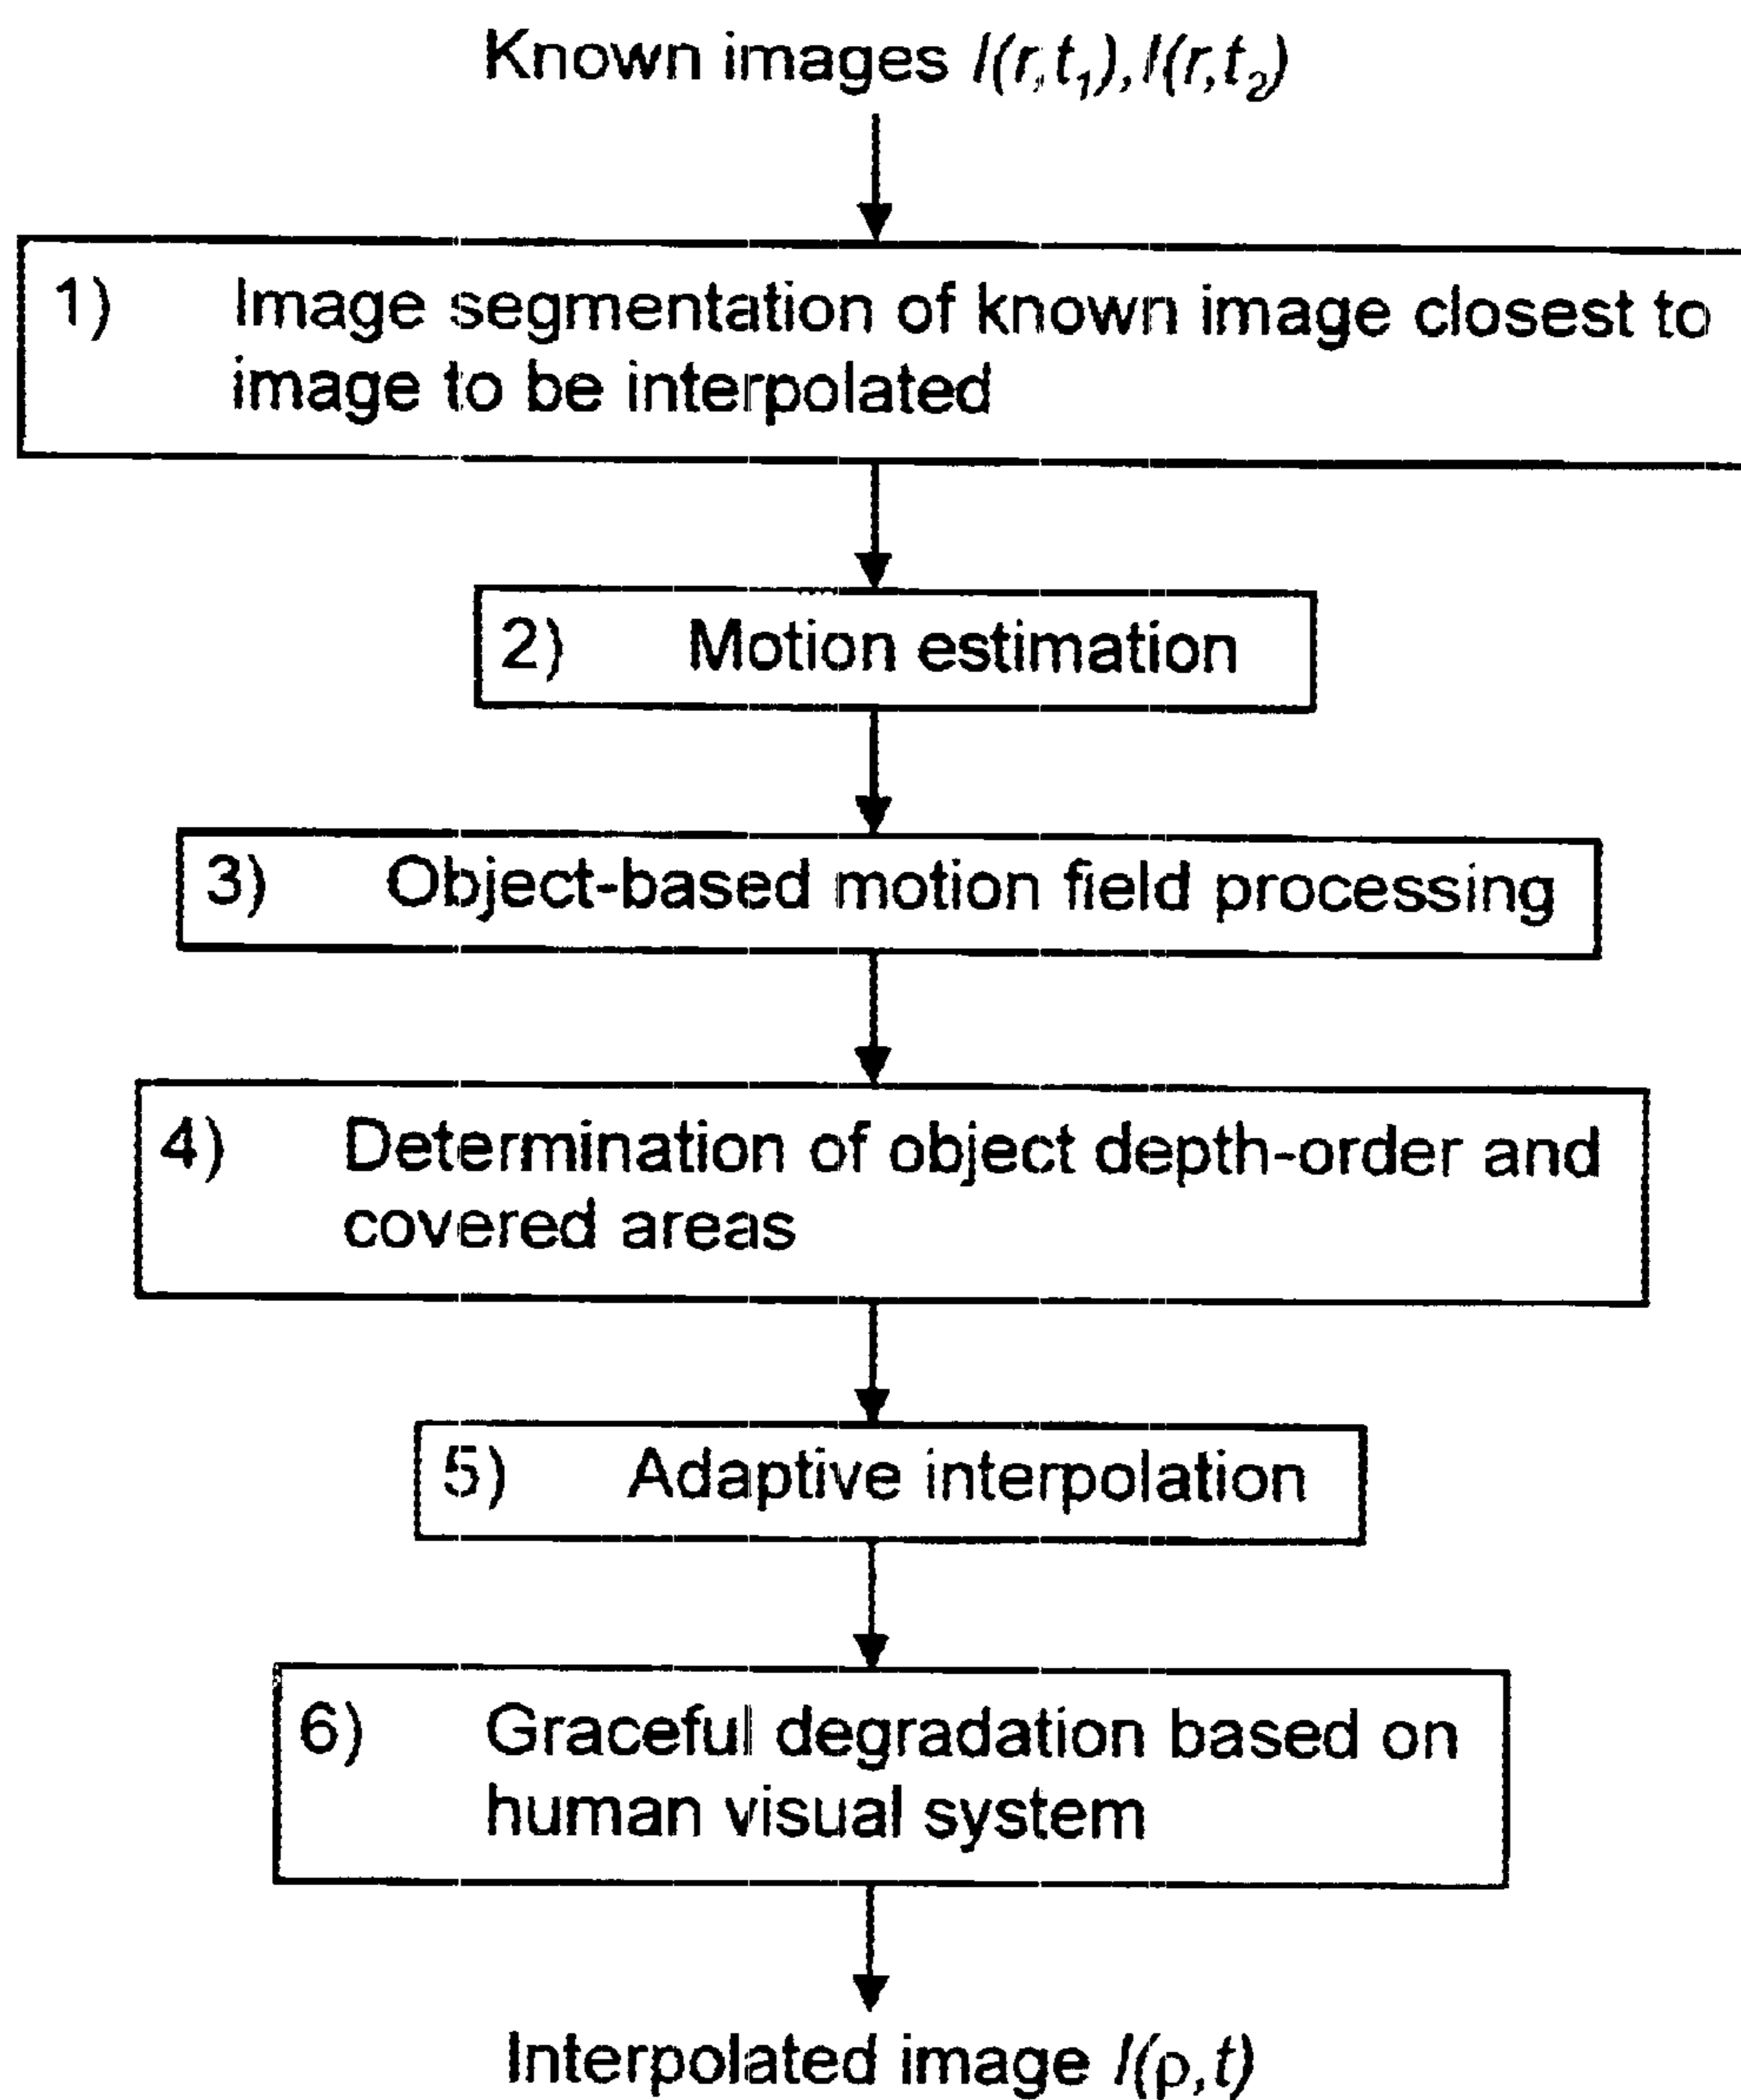 Known images I(r,t₁),I(r,t₂)
1) Image segmentation of known image closest to
image to be interpolated
2) Motion estimation
3) Object-based motion field processing
4) Determination of object depth-order and
covered areas
5) Adaptive interpolation
6) Graceful degradation based on
human visual system
Interpolated image I(ρ,t)